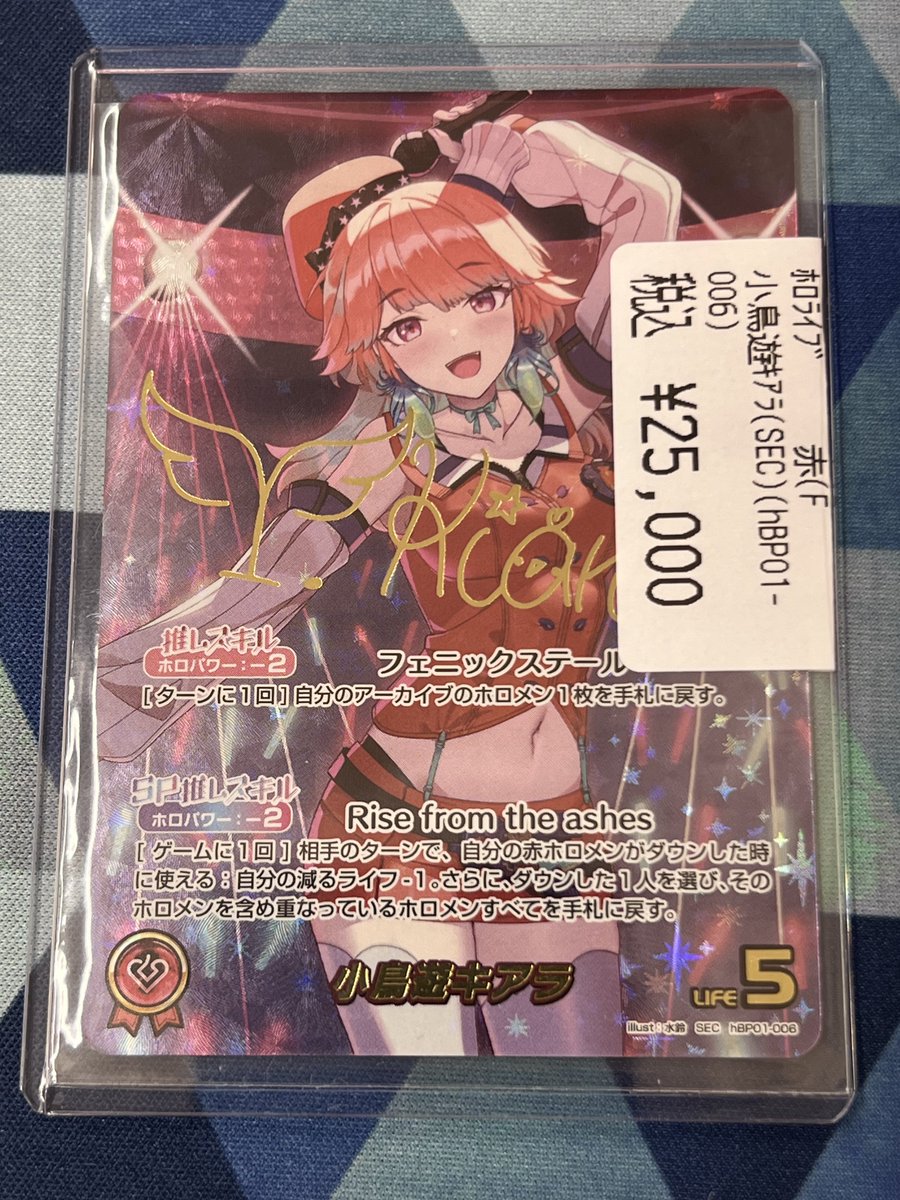 ホロライブ 赤(F
小鳥遊キアラ(SEC)(hBP01-
006)
税込 ¥25,000
T. Kiara
推しスキル
ホロパワー:-2
フェニックステール
[ターンに1回]自分のアーカイブのホロメン1枚を手札に戻す。
SP推しスキル
ホロパワー:-2
Rise from the ashes
[ゲームに1回]相手のターンで、自分の赤ホロメンがダウンした時
に使える:自分の減るライフ-1。さらに、ダウンした1人を選び、その
ホロメンを含め重なっているホロメンすべてを手札に戻す。
小鳥遊キアラ
LIFE 5
illust:水鈴 SEC hBP01-006